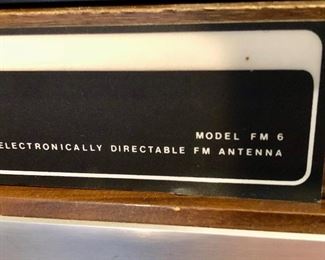 MODEL FM 6
ELECTRONICALLY DIRECTABLE FM ANTENNA